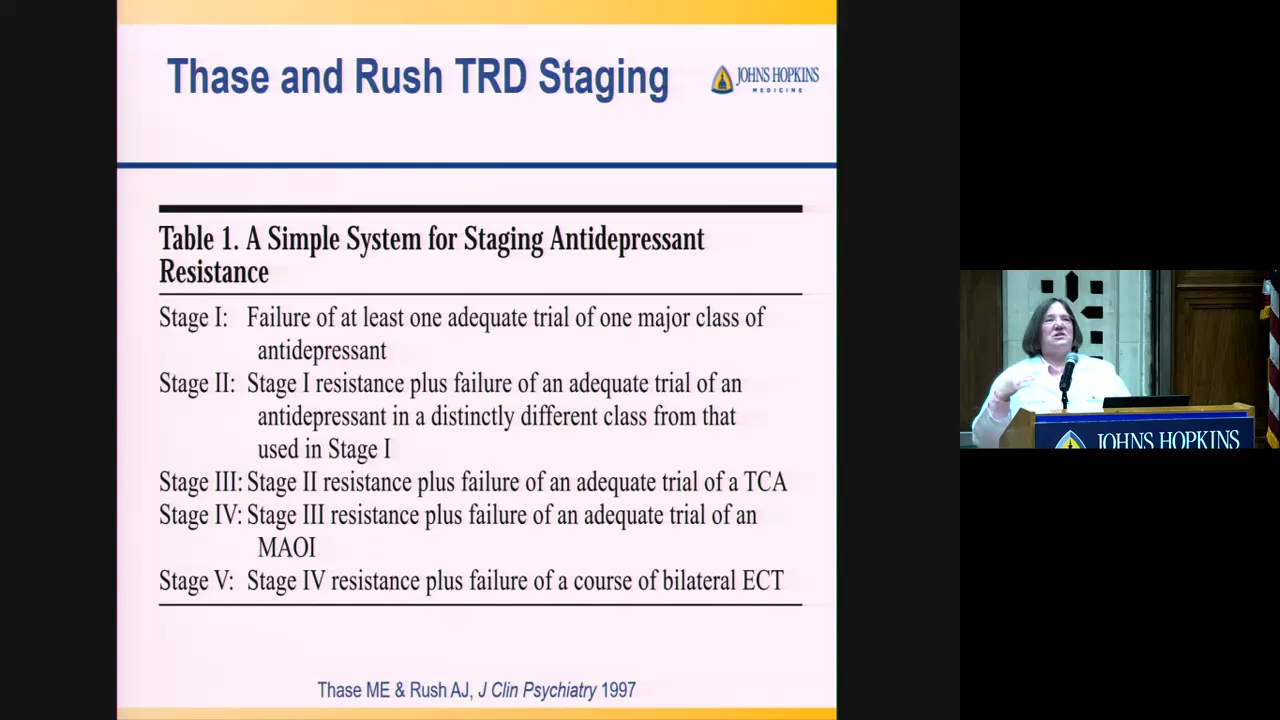 Thase and Rush TRD Staging
JOHNS HOPKINS
MEDICINE
Table 1. A Simple System for Staging Antidepressant
Resistance
Stage I: Failure of at least one adequate trial of one major class of
antidepressant
Stage II: Stage I resistance plus failure of an adequate trial of an
antidepressant in a distinctly different class from that
used in Stage I
Stage III: Stage II resistance plus failure of an adequate trial of a TCA
Stage IV: Stage III resistance plus failure of an adequate trial of an
MAOI
Stage V: Stage IV resistance plus failure of a course of bilateral ECT
Thase ME & Rush AJ, J Clin Psychiatry 1997
JOHNS HOPKINS